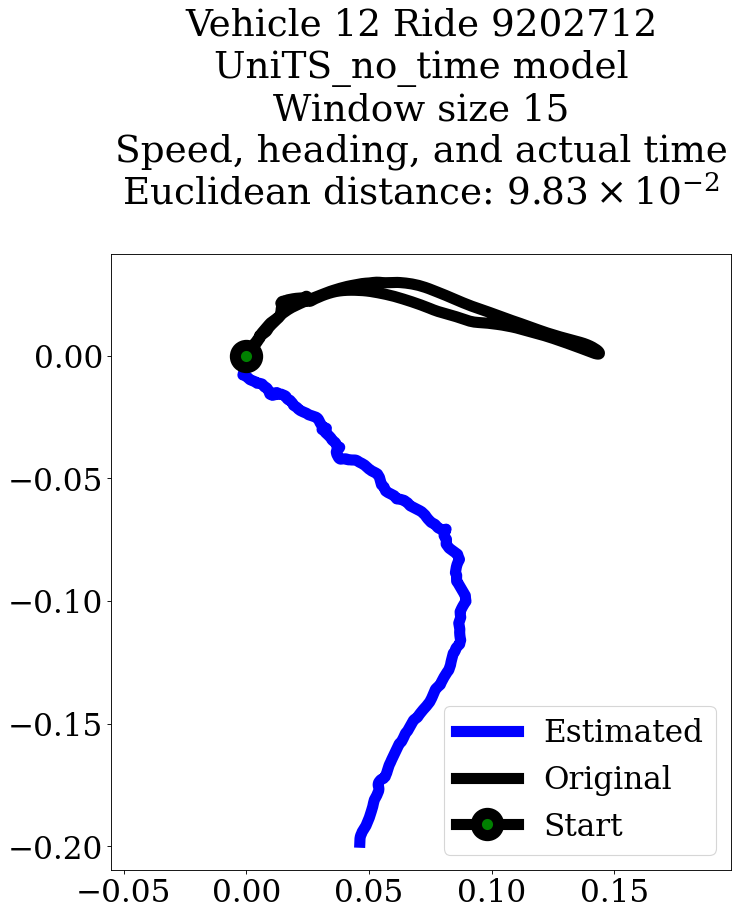 Vehicle 12 Ride 9202712
UniTS_no_time model
Window size 15
Speed, heading, and actual time
Euclidean distance: 9.83 × 10⁻²
0.00
−0.05
−0.10
−0.15
−0.20
−0.05 0.00 0.05 0.10 0.15
Estimated
Original
Start